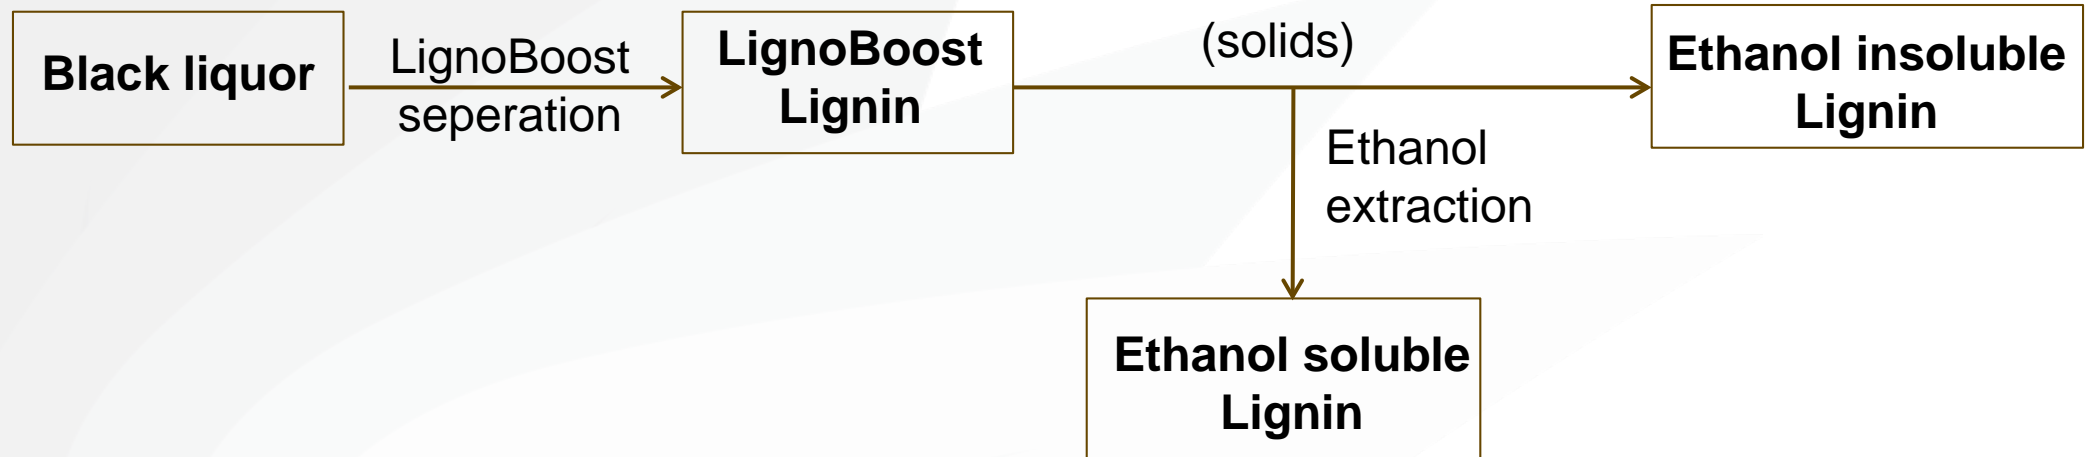 Black liquor
LignoBoost
seperation
LignoBoost
Lignin
(solids)
Ethanol insoluble
Lignin
Ethanol
extraction
Ethanol soluble
Lignin